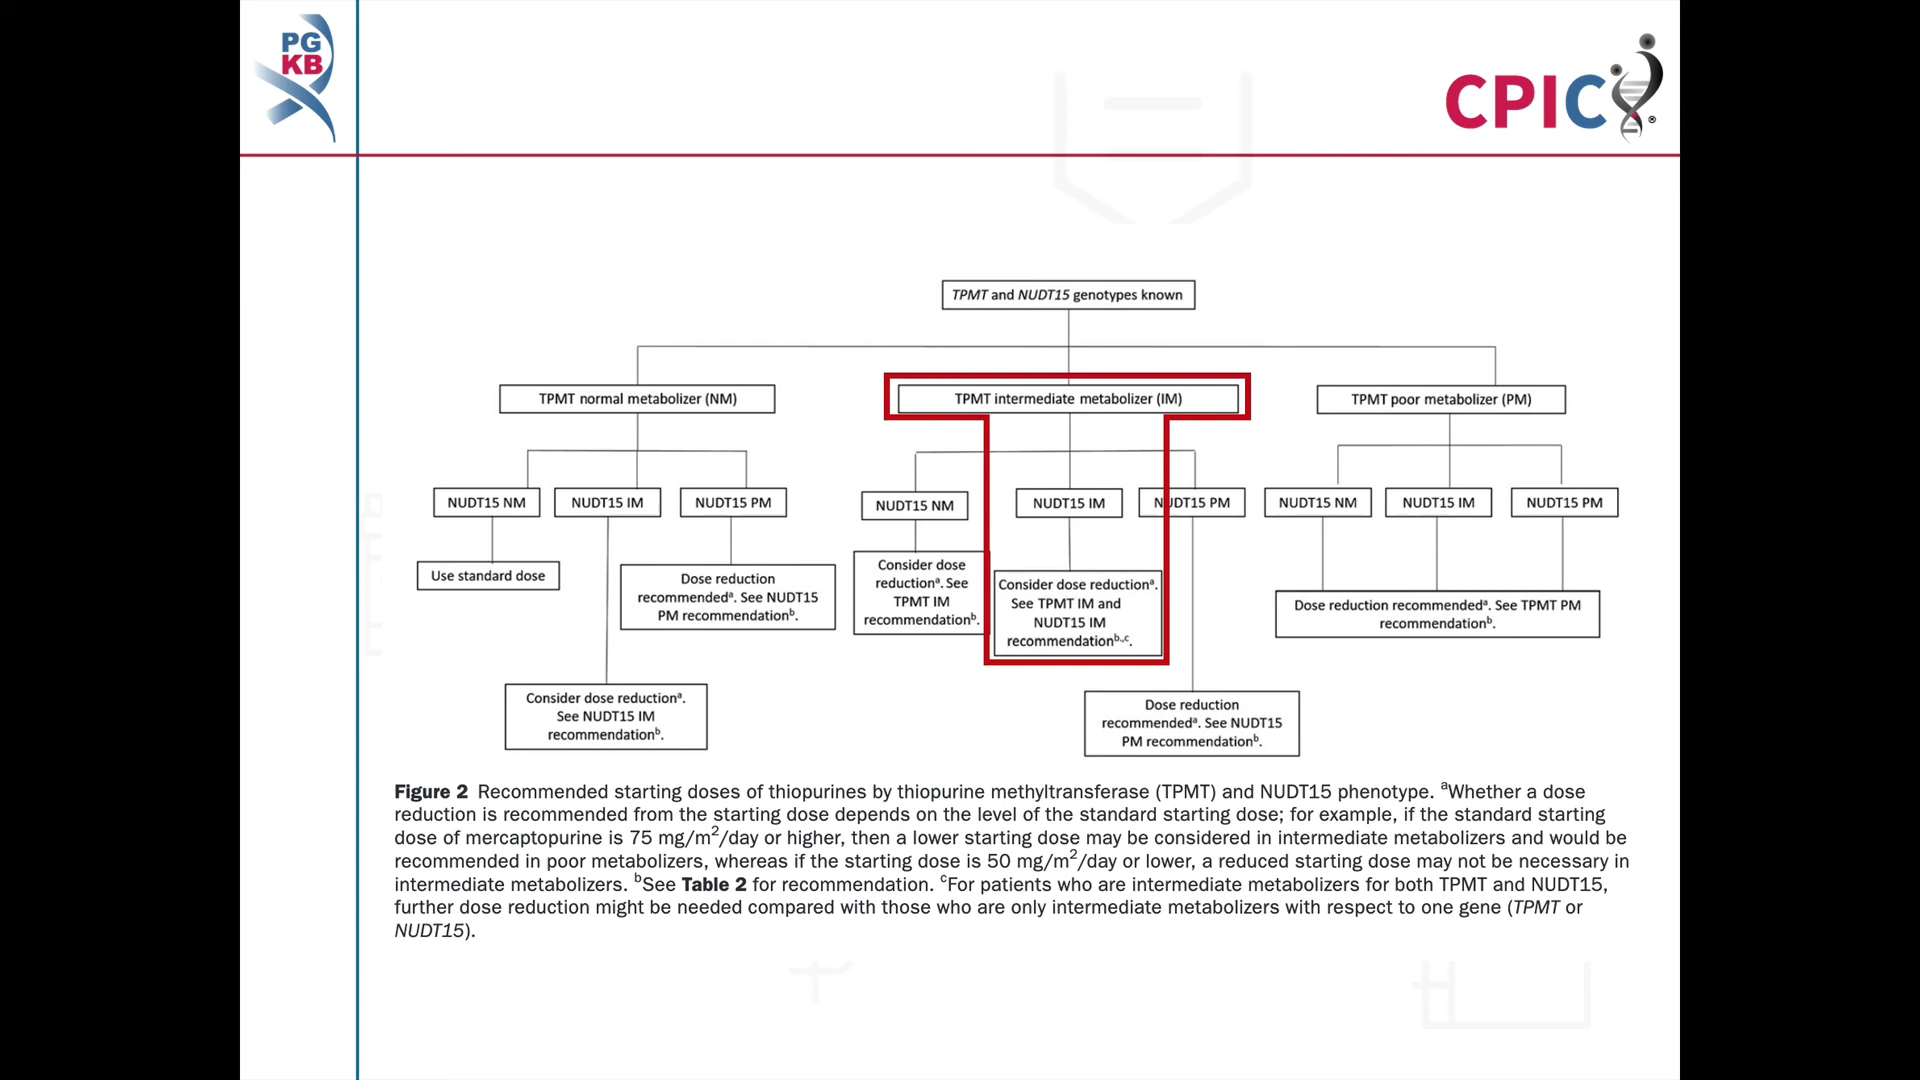 PG
KB
CPIC®
TPMT and NUDT15 genotypes known
TPMT normal metabolizer (NM)
TPMT intermediate metabolizer (IM)
TPMT poor metabolizer (PM)
NUDT15 NM
NUDT15 IM
NUDT15 PM
NUDT15 NM
NUDT15 IM
NUDT15 PM
NUDT15 NM
NUDT15 IM
NUDT15 PM
Use standard dose
Dose reduction
recommendedᵃ. See NUDT15
PM recommendationᵇ.
Consider dose
reductionᵃ. See
TPMT IM
recommendationᵇ.
Consider dose reductionᵃ.
See TPMT IM and
NUDT15 IM
recommendationᵇ·,ᶜ.
Dose reduction recommendedᵃ. See TPMT PM
recommendationᵇ.
Consider dose reductionᵃ.
See NUDT15 IM
recommendationᵇ.
Dose reduction
recommendedᵃ. See NUDT15
PM recommendationᵇ.
Figure 2 Recommended starting doses of thiopurines by thiopurine methyltransferase (TPMT) and NUDT15 phenotype. ᵃWhether a dose
reduction is recommended from the starting dose depends on the level of the standard starting dose; for example, if the standard starting
dose of mercaptopurine is 75 mg/m²/day or higher, then a lower starting dose may be considered in intermediate metabolizers and would be
recommended in poor metabolizers, whereas if the starting dose is 50 mg/m²/day or lower, a reduced starting dose may not be necessary in
intermediate metabolizers. ᵇSee Table 2 for recommendation. ᶜFor patients who are intermediate metabolizers for both TPMT and NUDT15,
further dose reduction might be needed compared with those who are only intermediate metabolizers with respect to one gene (TPMT or
NUDT15).